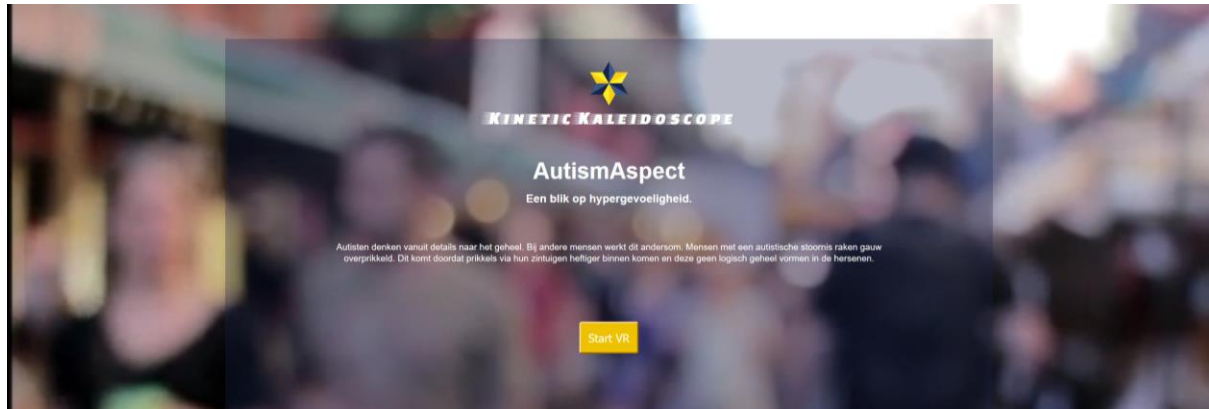 KINETIC KALEIDOSCOPE
AutismAspect
Een blik op hypergevoeligheid.
Autisten denken vanuit details naar het geheel. Bij andere mensen werkt dit andersom. Mensen met een autistische stoornis raken gauw
overprikkeld. Dit komt doordat prikkels via hun zintuigen heftiger binnen komen en deze geen logisch geheel vormen in de hersenen.
Start VR